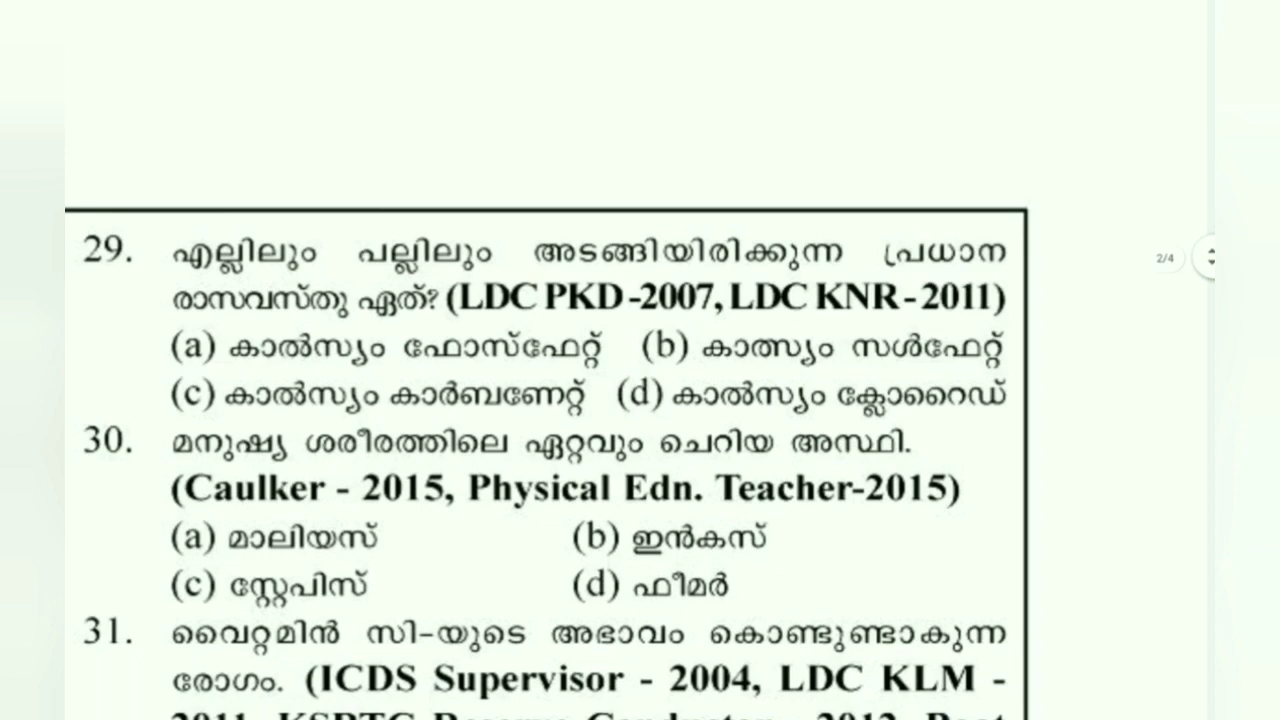 29. എല്ലിലും പല്ലിലും അടങ്ങിയിരിക്കുന്ന പ്രധാന
രാസവസ്തു ഏത്? (LDC PKD -2007, LDC KNR - 2011)
(a) കാൽസ്യം ഫോസ്ഫേറ്റ് (b) കാത്സ്യം സൾഫേറ്റ്
(c) കാൽസ്യം കാർബണേറ്റ് (d) കാൽസ്യം ക്ലോറൈഡ്
30. മനുഷ്യ ശരീരത്തിലെ ഏറ്റവും ചെറിയ അസ്ഥി.
(Caulker - 2015, Physical Edn. Teacher-2015)
(a) മാലിയസ് (b) ഇൻകസ്
(c) സ്റ്റേപിസ് (d) ഫീമർ
31. വൈറ്റമിൻ സി-യുടെ അഭാവം കൊണ്ടുണ്ടാകുന്ന
രോഗം. (ICDS Supervisor - 2004, LDC KLM -
2/4